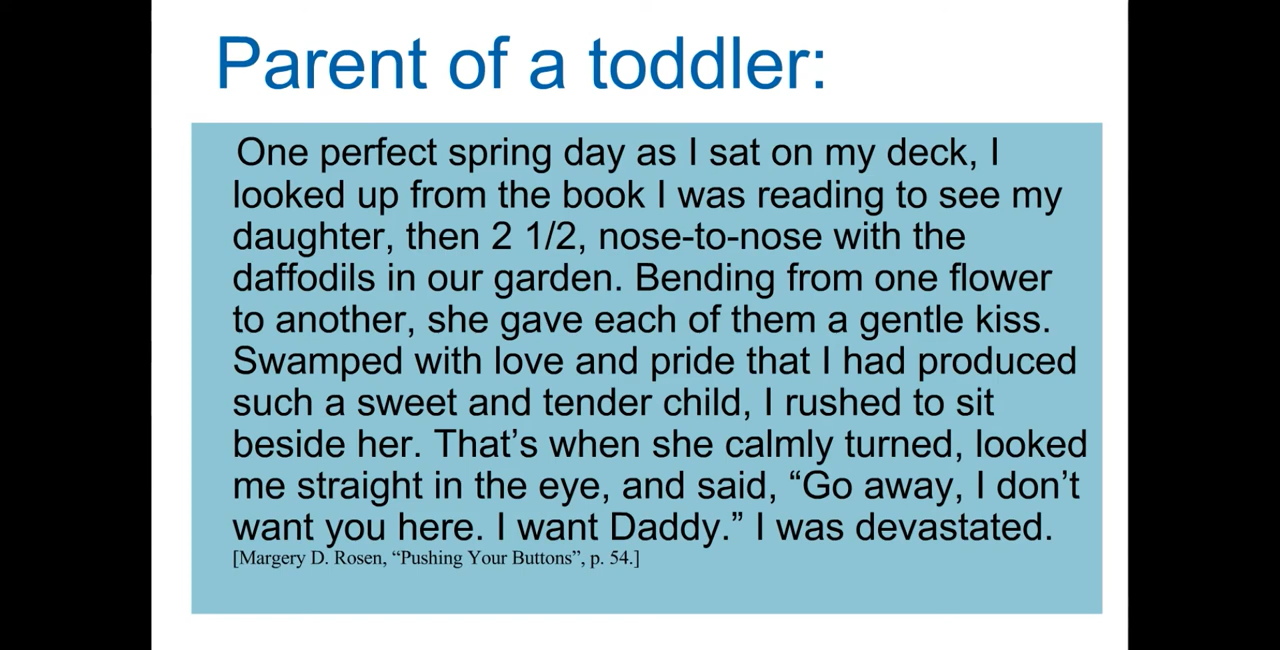 Parent of a toddler:
One perfect spring day as I sat on my deck, I
looked up from the book I was reading to see my
daughter, then 2 1/2, nose-to-nose with the
daffodils in our garden. Bending from one flower
to another, she gave each of them a gentle kiss.
Swamped with love and pride that I had produced
such a sweet and tender child, I rushed to sit
beside her. That’s when she calmly turned, looked
me straight in the eye, and said, “Go away, I don’t
want you here. I want Daddy.” I was devastated.
[Margery D. Rosen, “Pushing Your Buttons”, p. 54.]